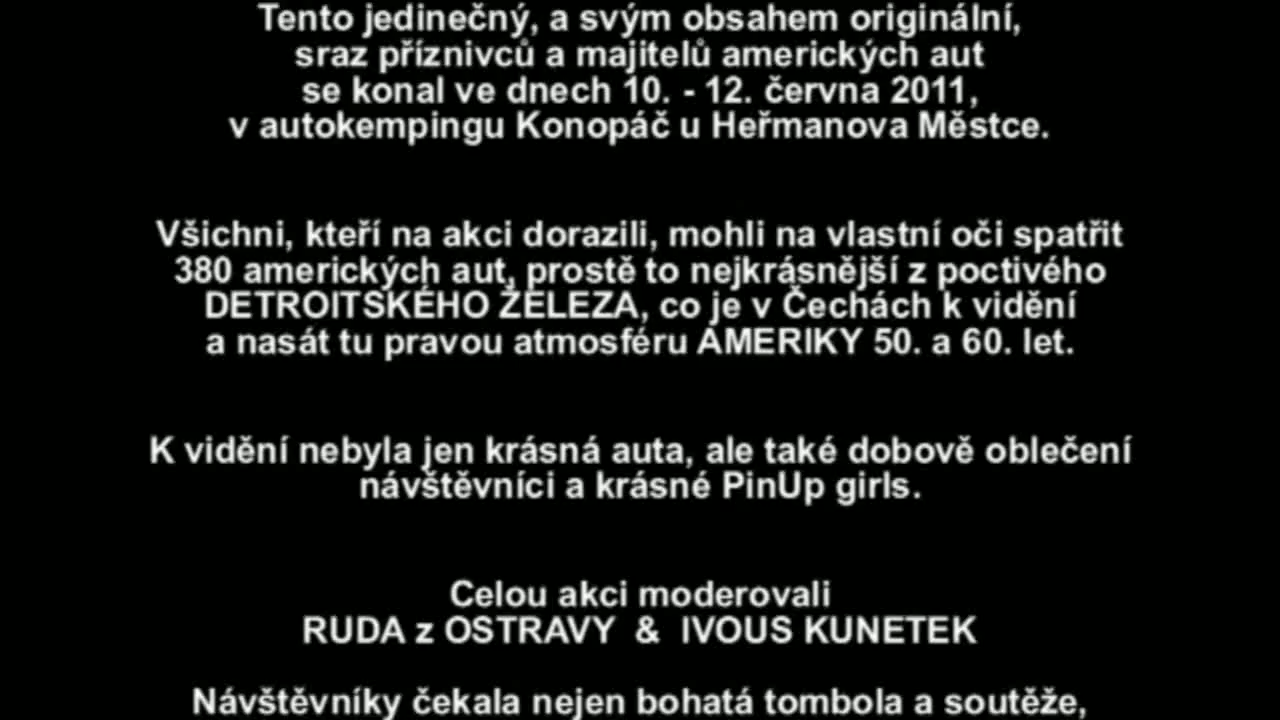 Tento jedinečný, a svým obsahem originální,
sraz příznivců a majitelů amerických aut
se konal ve dnech 10. - 12. června 2011,
v autokempingu Konopáč u Heřmanova Městce.
Všichni, kteří na akci dorazili, mohli na vlastní oči spatřit
380 amerických aut, prostě to nejkrásnější z poctivého
DETROITSKÉHO ŽELEZA, co je v Čechách k vidění
a nasát tu pravou atmosféru AMERIKY 50. a 60. let.
K vidění nebyla jen krásná auta, ale také dobově oblečení
návštěvníci a krásné PinUp girls.
Celou akci moderovali
RUDA z OSTRAVY & IVOUS KUNETEK
Návštěvníky čekala nejen bohatá tombola a soutěže,